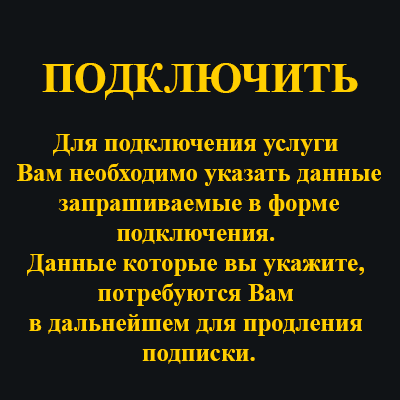 ПОДКЛЮЧИТЬ
Для подключения услуги
Вам необходимо указать данные
запрашиваемые в форме
подключения.
Данные которые вы укажите,
потребуются Вам
в дальнейшем для продления
подписки.